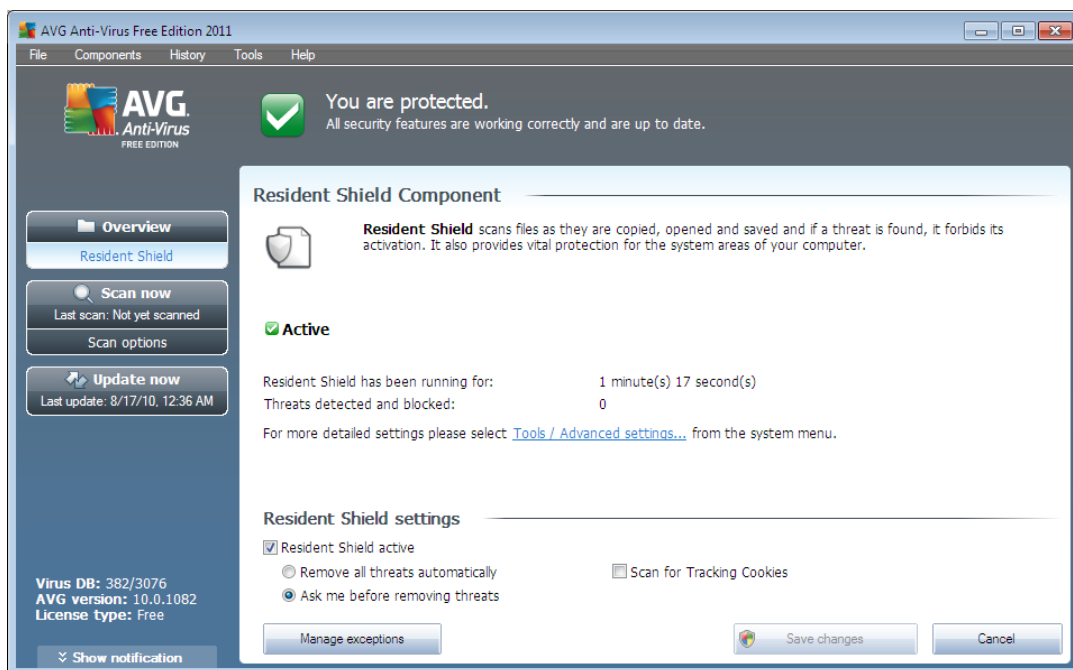 AVG Anti-Virus Free Edition 2011
File Components History Tools Help
AVG.
Anti-Virus
FREE EDITION
You are protected.
All security features are working correctly and are up to date.
Overview
Resident Shield
Scan now
Last scan: Not yet scanned
Scan options
Update now
Last update: 8/17/10, 12:36 AM
Virus DB: 382/3076
AVG version: 10.0.1082
License type: Free
Show notification
Resident Shield Component
Resident Shield scans files as they are copied, opened and saved and if a threat is found, it forbids its
activation. It also provides vital protection for the system areas of your computer.
Active
Resident Shield has been running for: 1 minute(s) 17 second(s)
Threats detected and blocked: 0
For more detailed settings please select Tools / Advanced settings... from the system menu.
Resident Shield settings
Resident Shield active
Remove all threats automatically Scan for Tracking Cookies
Ask me before removing threats
Manage exceptions Save changes Cancel